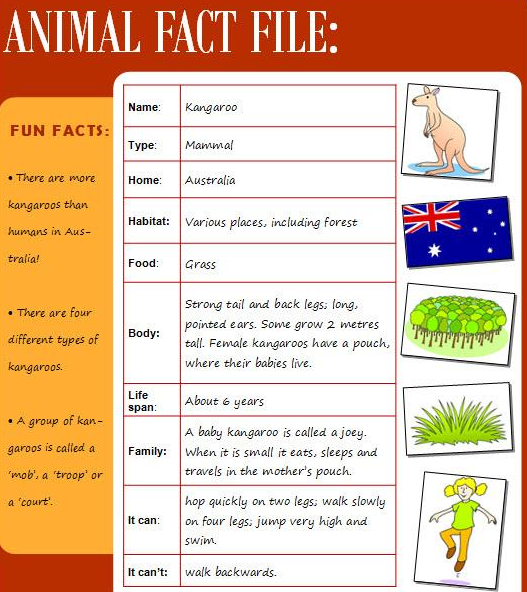 ANIMAL FACT FILE:
FUN FACTS:
• There are more
kangaroos than
humans in Aus-
tralia!
• There are four
different types of
kangaroos.
• A group of kan-
garoos is called a
'mob', a 'troop' or
a 'court'.
Name: Kangaroo
Type: Mammal
Home: Australia
Habitat: Various places, including forest
Food: Grass
Body:
Strong tail and back legs; long,
pointed ears. Some grow 2 metres
tall. Female kangaroos have a pouch,
where their babies live.
Life
span: About 6 years
Family:
A baby kangaroo is called a joey.
When it is small it eats, sleeps and
travels in the mother's pouch.
It can:
hop quickly on two legs; walk slowly
on four legs; jump very high and
swim.
It can't: walk backwards.